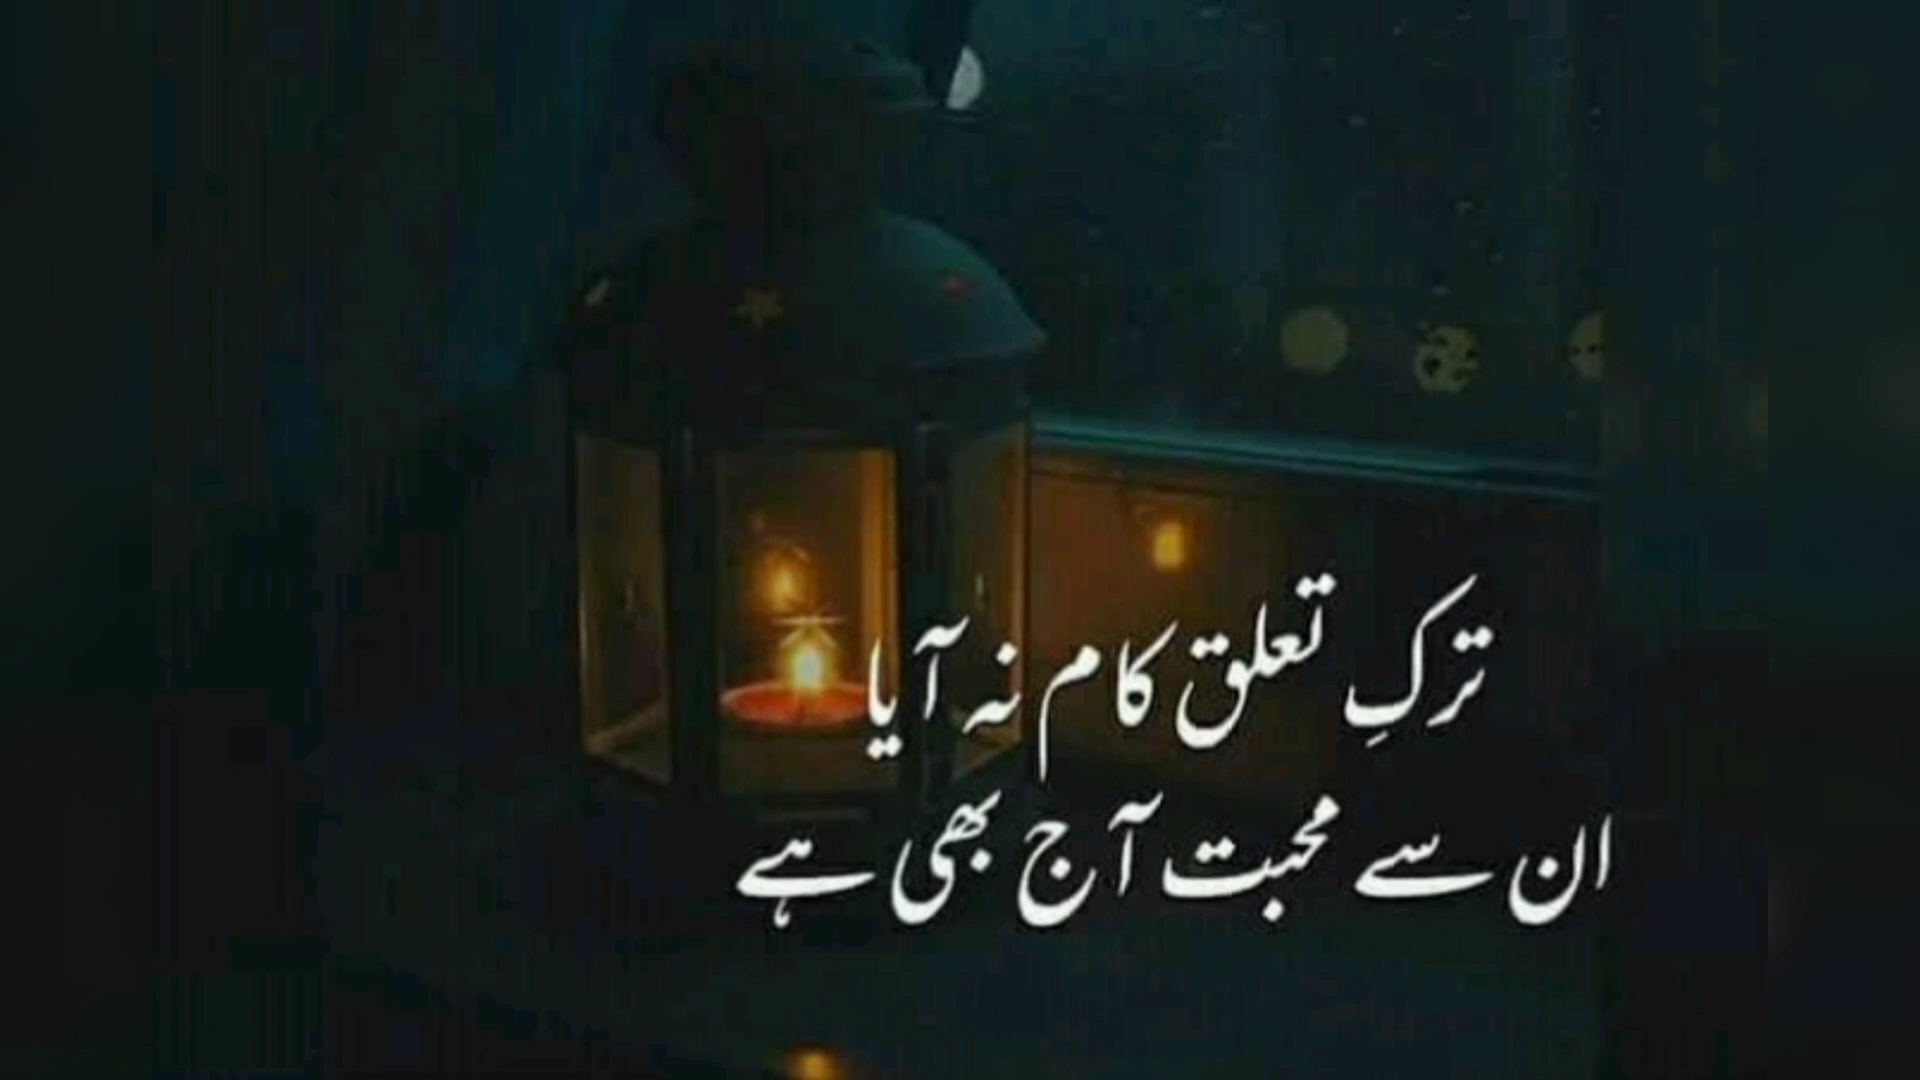 ترکِ تعلق کام نہ آیا
ان سے محبت آج بھی ہے